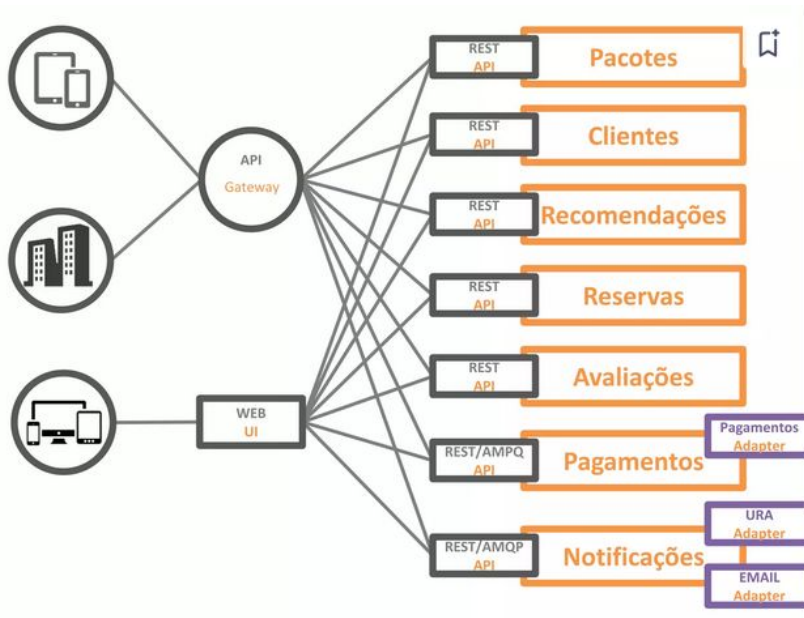 API
Gateway
WEB
UI
REST
API
Pacotes
REST
API
Clientes
REST
API
Recomendações
REST
API
Reservas
REST
API
Avaliações
REST/AMPQ
API
Pagamentos
Pagamentos
Adapter
REST/AMQP
API
Notificações
URA
Adapter
EMAIL
Adapter